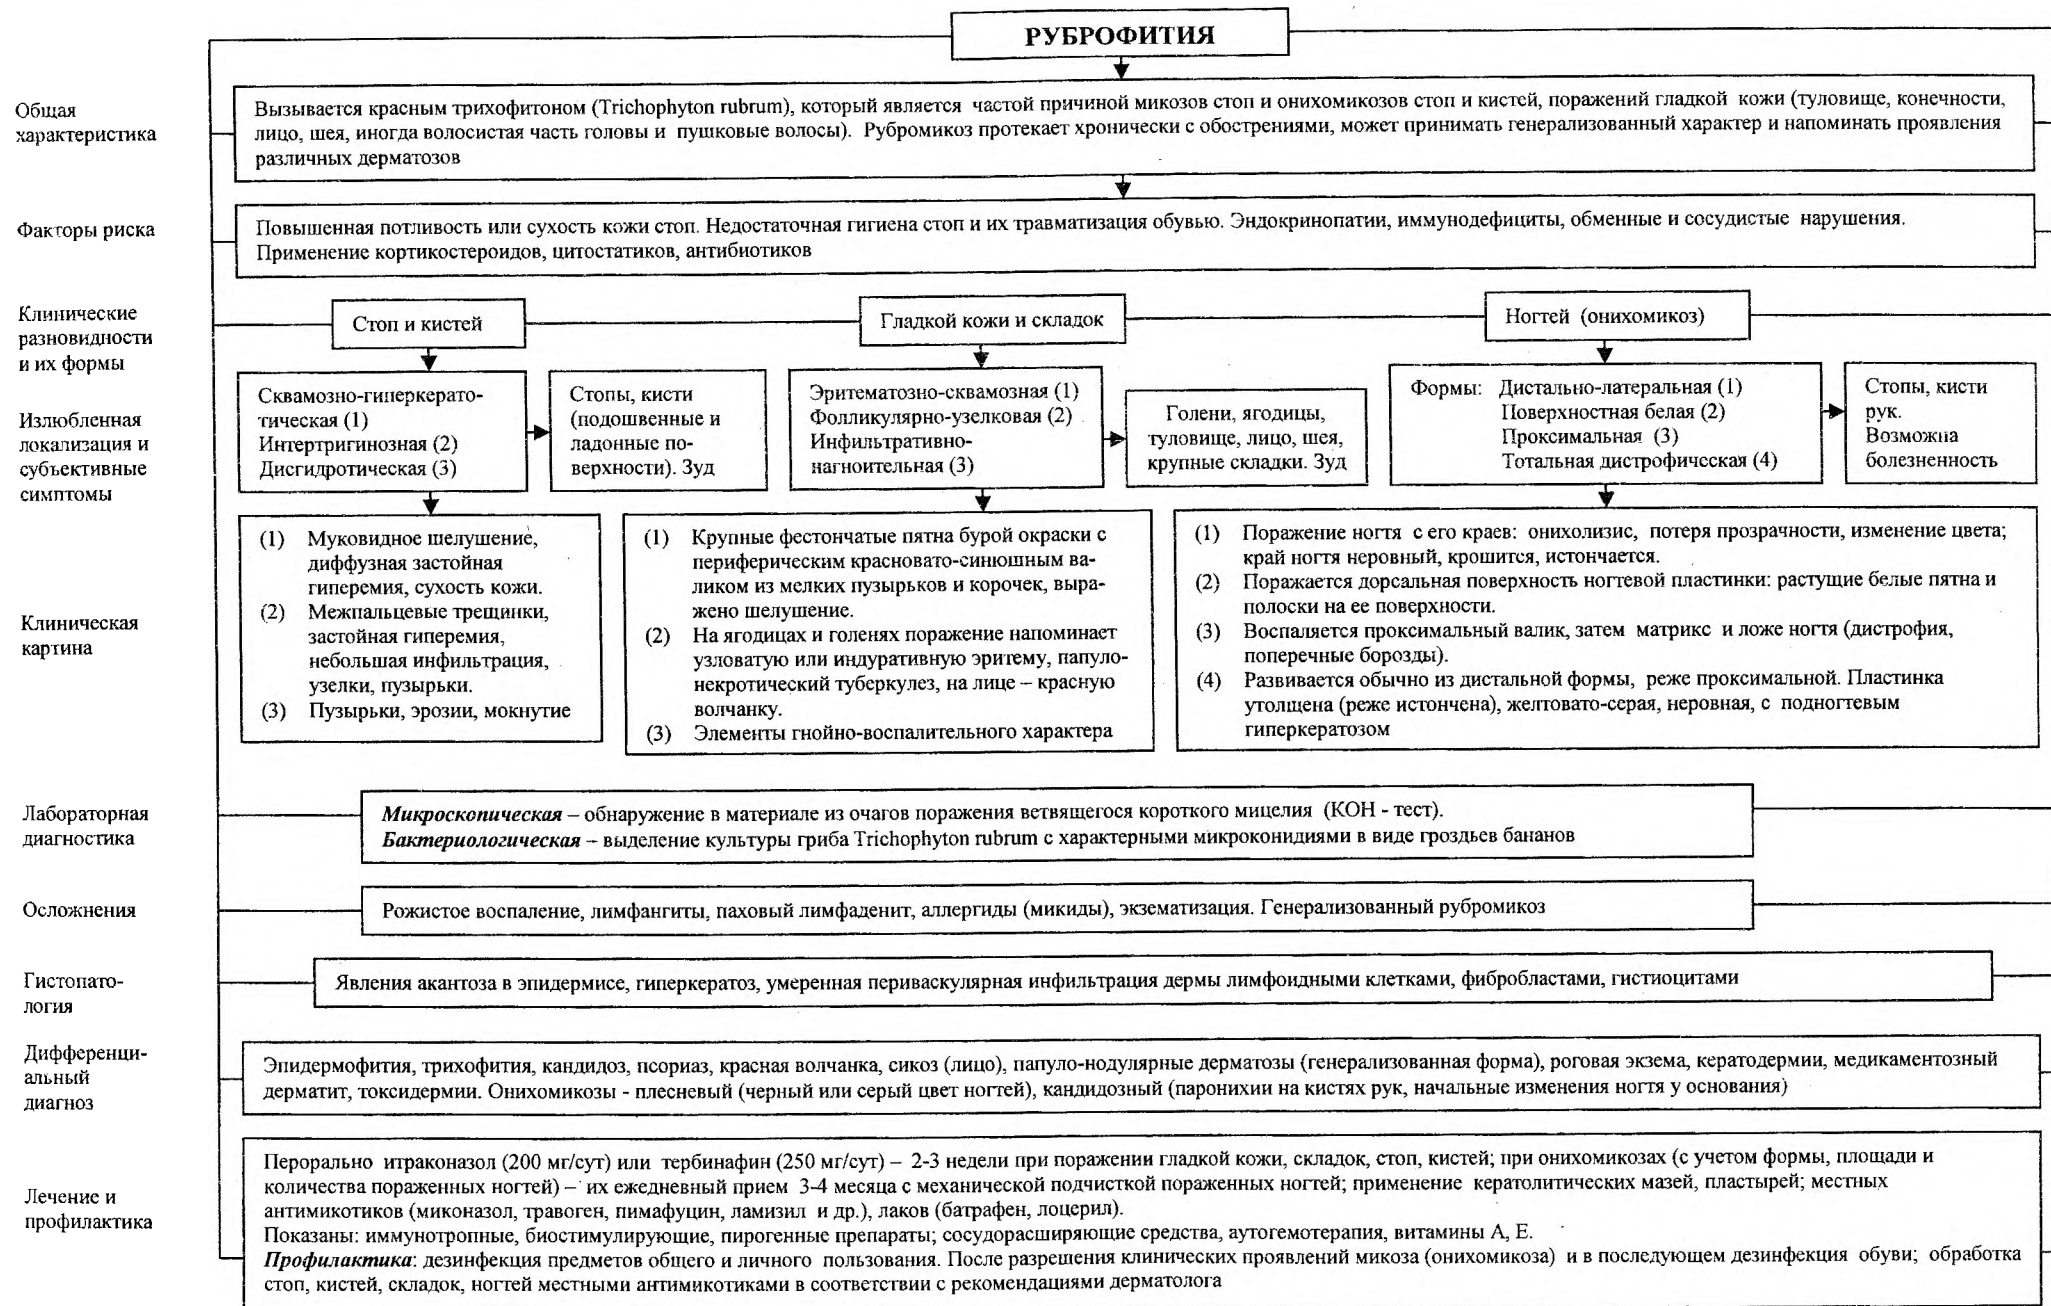 РУБРОФИТИЯ
Общая
характеристика
Вызывается красным трихофитоном (Trichophyton rubrum), который является частой причиной микозов стоп и онихомикозов стоп и кистей, поражений гладкой кожи (туловище, конечности,
лицо, шея, иногда волосистая часть головы и пушковые волосы). Рубромикоз протекает хронически с обострениями, может принимать генерализованный характер и напоминать проявления
различных дерматозов
Факторы риска
Повышенная потливость или сухость кожи стоп. Недостаточная гигиена стоп и их травматизация обувью. Эндокринопатии, иммунодефициты, обменные и сосудистые нарушения.
Применение кортикостероидов, цитостатиков, антибиотиков
Клинические
разновидности
и их формы
Стоп и кистей
Гладкой кожи и складок
Ногтей (онихомикоз)
Излюбленная
локализация и
субъективные
симптомы
Сквамозно-гиперкерато-
тическая (1)
Интертригинозная (2)
Дисгидротическая (3)
Стопы, кисти
(подошвенные и
ладонные по-
верхности). Зуд
Эритематозно-сквамозная (1)
Фолликулярно-узелковая (2)
Инфильтративно-
нагноительная (3)
Голени, ягодицы,
туловище, лицо, шея,
крупные складки. Зуд
Формы: Дистально-латеральная (1)
Поверхностная белая (2)
Проксимальная (3)
Тотальная дистрофическая (4)
Стопы, кисти
рук.
Возможна
болезненность
Клиническая
картина
(1) Муковидное шелушение,
диффузная застойная
гиперемия, сухость кожи.
(2) Межпальцевые трещинки,
застойная гиперемия,
небольшая инфильтрация,
узелки, пузырьки.
(3) Пузырьки, эрозии, мокнутие
(1) Крупные фестончатые пятна бурой окраски с
периферическим красновато-синюшным ва-
ликом из мелких пузырьков и корочек, выра-
жено шелушение.
(2) На ягодицах и голенях поражение напоминает
узловатую или индуративную эритему, папуло-
некротический туберкулез, на лице – красную
волчанку.
(3) Элементы гнойно-воспалительного характера
(1) Поражение ногтя с его краев: онихолизис, потеря прозрачности, изменение цвета;
край ногтя неровный, крошится, истончается.
(2) Поражается дорсальная поверхность ногтевой пластинки: растущие белые пятна и
полоски на ее поверхности.
(3) Воспаляется проксимальный валик, затем матрикс и ложе ногтя (дистрофия,
поперечные борозды).
(4) Развивается обычно из дистальной формы, реже проксимальной. Пластинка
утолщена (реже истончена), желтовато-серая, неровная, с подногтевым
гиперкератозом
Лабораторная
диагностика
Микроскопическая – обнаружение в материале из очагов поражения ветвящегося короткого мицелия (КОН - тест).
Бактериологическая – выделение культуры гриба Trichophyton rubrum с характерными микроконидиями в виде гроздьев бананов
Осложнения
Рожистое воспаление, лимфангиты, паховый лимфаденит, аллергиды (микиды), экзематизация. Генерализованный рубромикоз
Гистопато-
логия
Явления акантоза в эпидермисе, гиперкератоз, умеренная периваскулярная инфильтрация дермы лимфоидными клетками, фибробластами, гистиоцитами
Дифференци-
альный
диагноз
Эпидермофития, трихофития, кандидоз, псориаз, красная волчанка, сикоз (лицо), папуло-нодулярные дерматозы (генерализованная форма), роговая экзема, кератодермии, медикаментозный
дерматит, токсидермии. Онихомикозы - плесневый (черный или серый цвет ногтей), кандидозный (паронихии на кистях рук, начальные изменения ногтя у основания)
Лечение и
профилактика
Перорально итраконазол (200 мг/сут) или тербинафин (250 мг/сут) – 2-3 недели при поражении гладкой кожи, складок, стоп, кистей; при онихомикозах (с учетом формы, площади и
количества пораженных ногтей) – их ежедневный прием 3-4 месяца с механической подчисткой пораженных ногтей; применение кератолитических мазей, пластырей; местных
антимикотиков (миконазол, травоген, пимафуцин, ламизил и др.), лаков (батрафен, лоцерил).
Показаны: иммунотропные, биостимулирующие, пирогенные препараты; сосудорасширяющие средства, аутогемотерапия, витамины А, Е.
Профилактика: дезинфекция предметов общего и личного пользования. После разрешения клинических проявлений микоза (онихомикоза) и в последующем дезинфекция обуви; обработка
стоп, кистей, складок, ногтей местными антимикотиками в соответствии с рекомендациями дерматолога